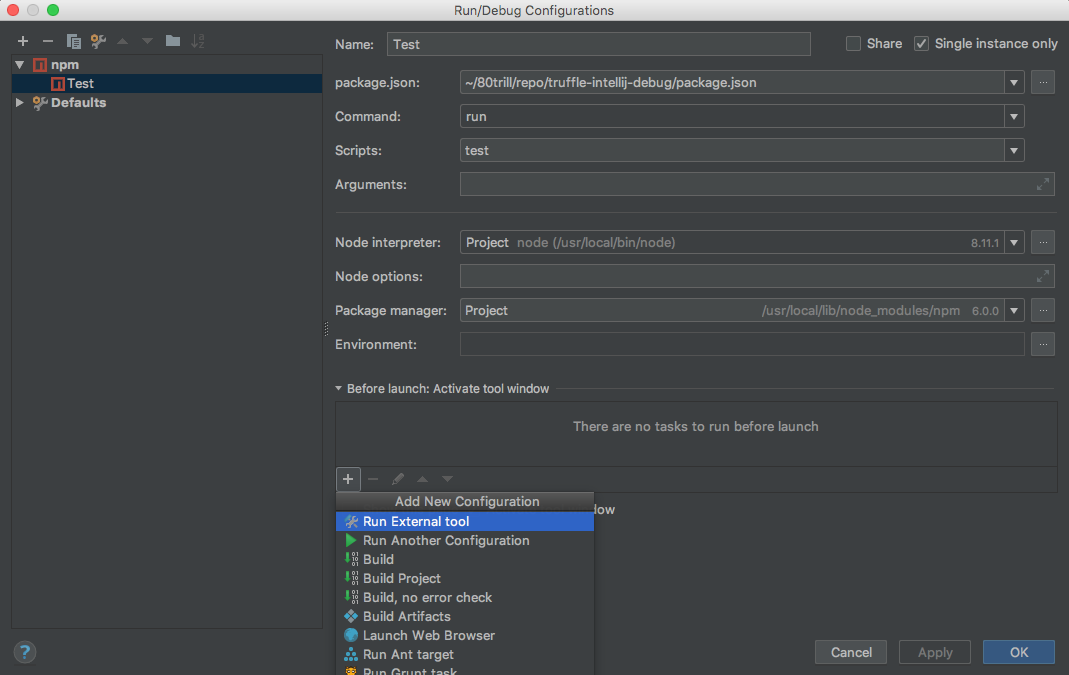 Run/Debug Configurations
npm
Test
Defaults
Name: Test Share Single instance only
package.json: ~/80trill/repo/truffle-intellij-debug/package.json ...
Command: run
Scripts: test
Arguments:
Node interpreter: Project node (/usr/local/bin/node) 8.11.1 ...
Node options:
Package manager: Project /usr/local/lib/node_modules/npm 6.0.0 ...
Environment: ...
Before launch: Activate tool window
There are no tasks to run before launch
Add New Configuration
dow
Run External tool
Run Another Configuration
Build
Build Project
Build, no error check
Build Artifacts
Launch Web Browser
Run Ant target
Run Grunt task
? Cancel Apply OK